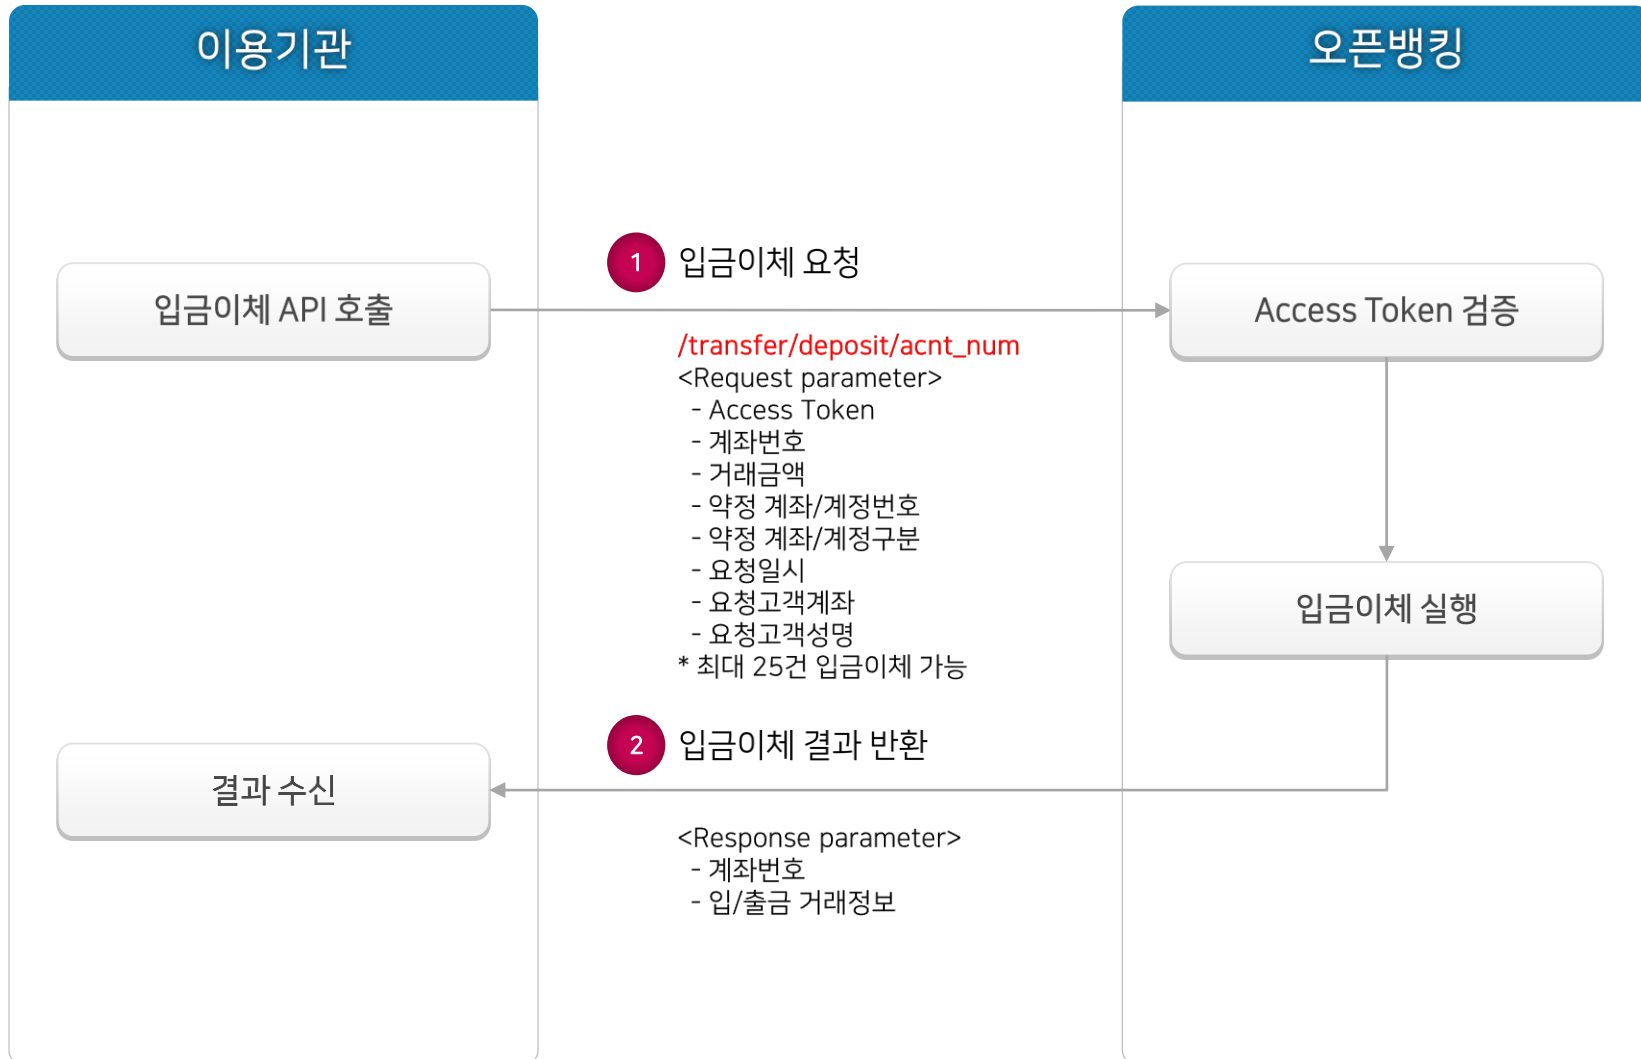 이용기관
오픈뱅킹
1 입금이체 요청
입금이체 API 호출
Access Token 검증
/transfer/deposit/acnt_num
<Request parameter>
- Access Token
- 계좌번호
- 거래금액
- 약정 계좌/계정번호
- 약정 계좌/계정구분
- 요청일시
- 요청고객계좌
- 요청고객성명
* 최대 25건 입금이체 가능
입금이체 실행
2 입금이체 결과 반환
결과 수신
<Response parameter>
- 계좌번호
- 입/출금 거래정보